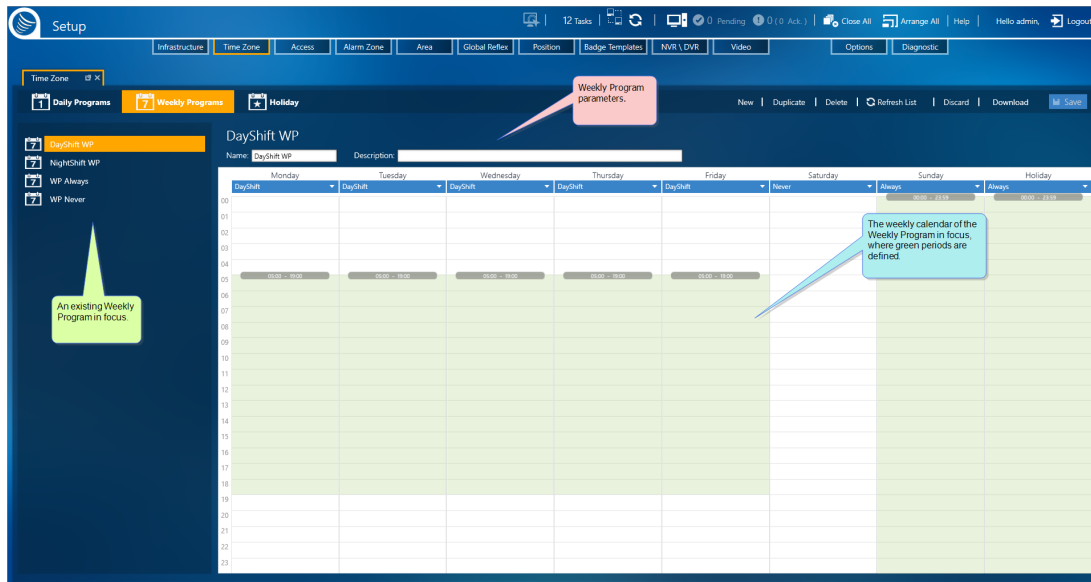 Setup
12 Tasks
0 Pending
0 ( 0 Ack. )
Close All
Arrange All
Help
Hello admin,
Logout
Infrastructure
Time Zone
Access
Alarm Zone
Area
Global Reflex
Position
Badge Templates
NVR \ DVR
Video
Options
Diagnostic
Time Zone
1 Daily Programs
7 Weekly Programs
Holiday
Weekly Program
parameters.
New
Duplicate
Delete
Refresh List
Discard
Download
Save
7 DayShift WP
7 NightShift WP
7 WP Always
7 WP Never
An existing Weekly
Program in focus.
DayShift WP
Name: DayShift WP Description:
Monday Tuesday Wednesday Thursday Friday Saturday Sunday Holiday
DayShift DayShift DayShift DayShift DayShift Never Always Always
00 00:00 - 23:59 00:00 - 23:59
01
02
03
04
05 05:00 - 19:00 05:00 - 19:00 05:00 - 19:00 05:00 - 19:00 05:00 - 19:00
06
07
08
09
10
11
12
13
14
15
16
17
18
19
20
21
22
23
The weekly calendar of the
Weekly Program in focus,
where green periods are
defined.